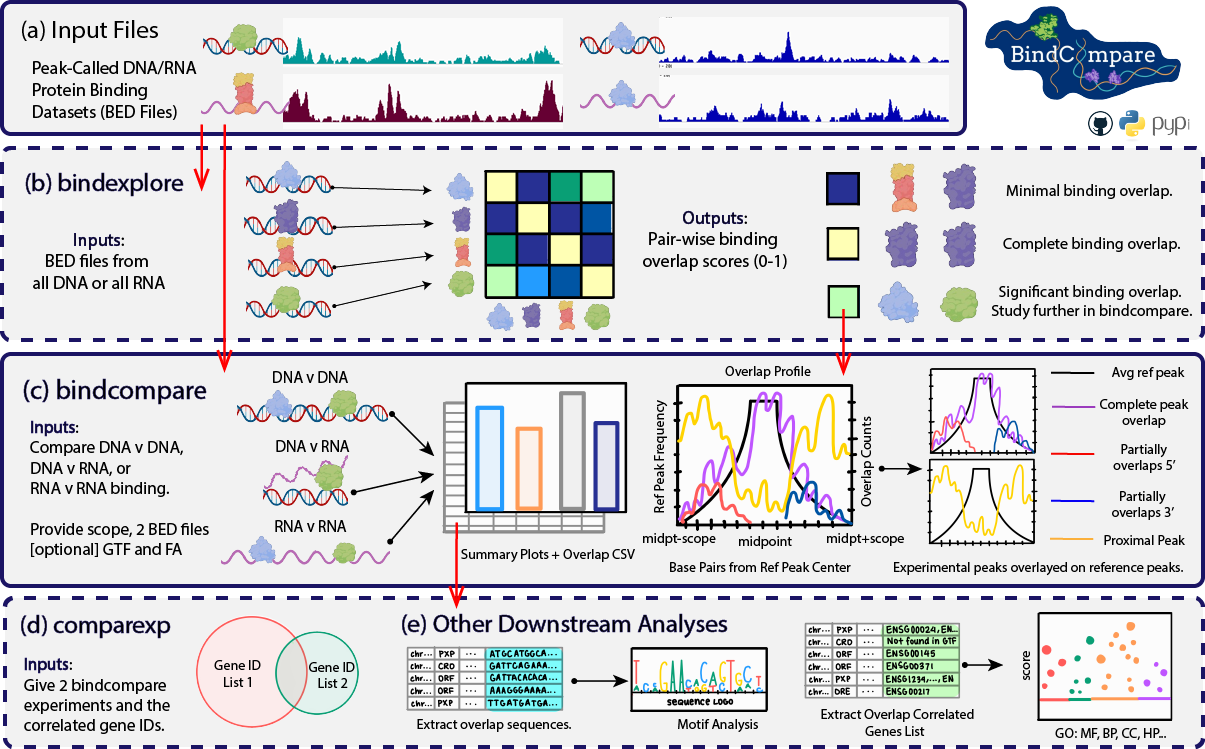 (a) Input Files
Peak-Called DNA/RNA
Protein Binding
Datasets (BED Files)
BindCompare
pyPI
(b) bindexplore
Inputs:
BED files from
all DNA or all RNA
Outputs:
Pair-wise binding
overlap scores (0-1)
Minimal binding overlap.
Complete binding overlap.
Significant binding overlap.
Study further in bindcompare.
(c) bindcompare
Inputs:
Compare DNA v DNA,
DNA v RNA, or
RNA v RNA binding.
Provide scope, 2 BED files
[optional] GTF and FA
DNA v DNA
DNA v RNA
RNA v RNA
Summary Plots + Overlap CSV
Overlap Profile
Ref Peak Frequency
Overlap Counts
midpt-scope
midpoint
midpt+scope
Base Pairs from Ref Peak Center
Avg ref peak
Complete peak
overlap
Partially
overlaps 5'
Partially
overlaps 3'
Proximal Peak
Experimental peaks overlayed on reference peaks.
(d) comparexp
Inputs:
Give 2 bindcompare
experiments and the
correlated gene IDs.
Gene ID
List 1
Gene ID
List 2
(e) Other Downstream Analyses
chr... PXP ... ATGCATGGCA...
chr... CRO ... GATTCAGAAA...
chr... ORF ... GATTACACACA...
chr... ORF ... AAAGGGAAAA...
chr... PXP ... TTGATGATGA...
Extract overlap sequences.
SEQUENCE LOGO
Motif Analysis
chr... PXP ... ENSG00024,EN...
chr... CRO ... Not found in GTF
chr... ORF ... ENSG00145
chr... ORF ... ENSG00371
chr... PXP ... ENSG1234,..., EN
chr... ORE ... ENSG00217
Extract Overlap Correlated
Genes List
score
GO: MF, BP, CC, HP...